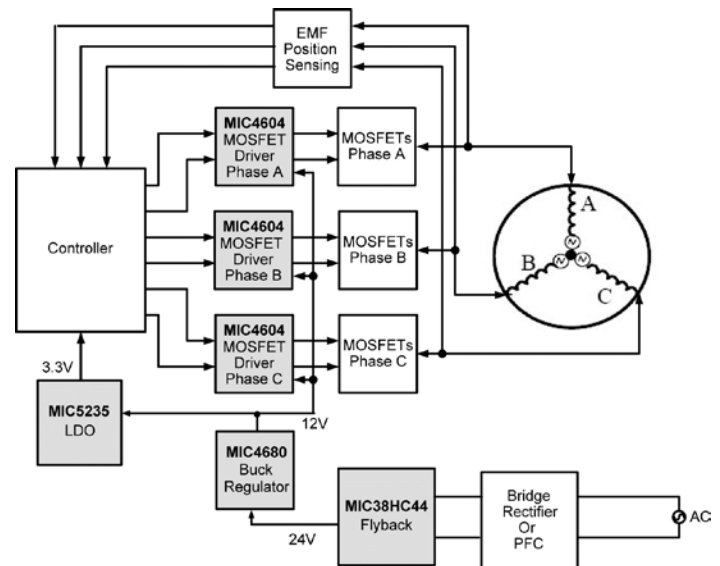 EMF
Position
Sensing
MIC4604
MOSFET
Driver
Phase A
MOSFETs
Phase A
Controller
MIC4604
MOSFET
Driver
Phase B
MOSFETs
Phase B
A
B
C
MIC4604
MOSFET
Driver
Phase C
MOSFETs
Phase C
3.3V
MIC5235
LDO
12V
MIC4680
Buck
Regulator
24V
MIC38HC44
Flyback
Bridge
Rectifier
Or
PFC
AC